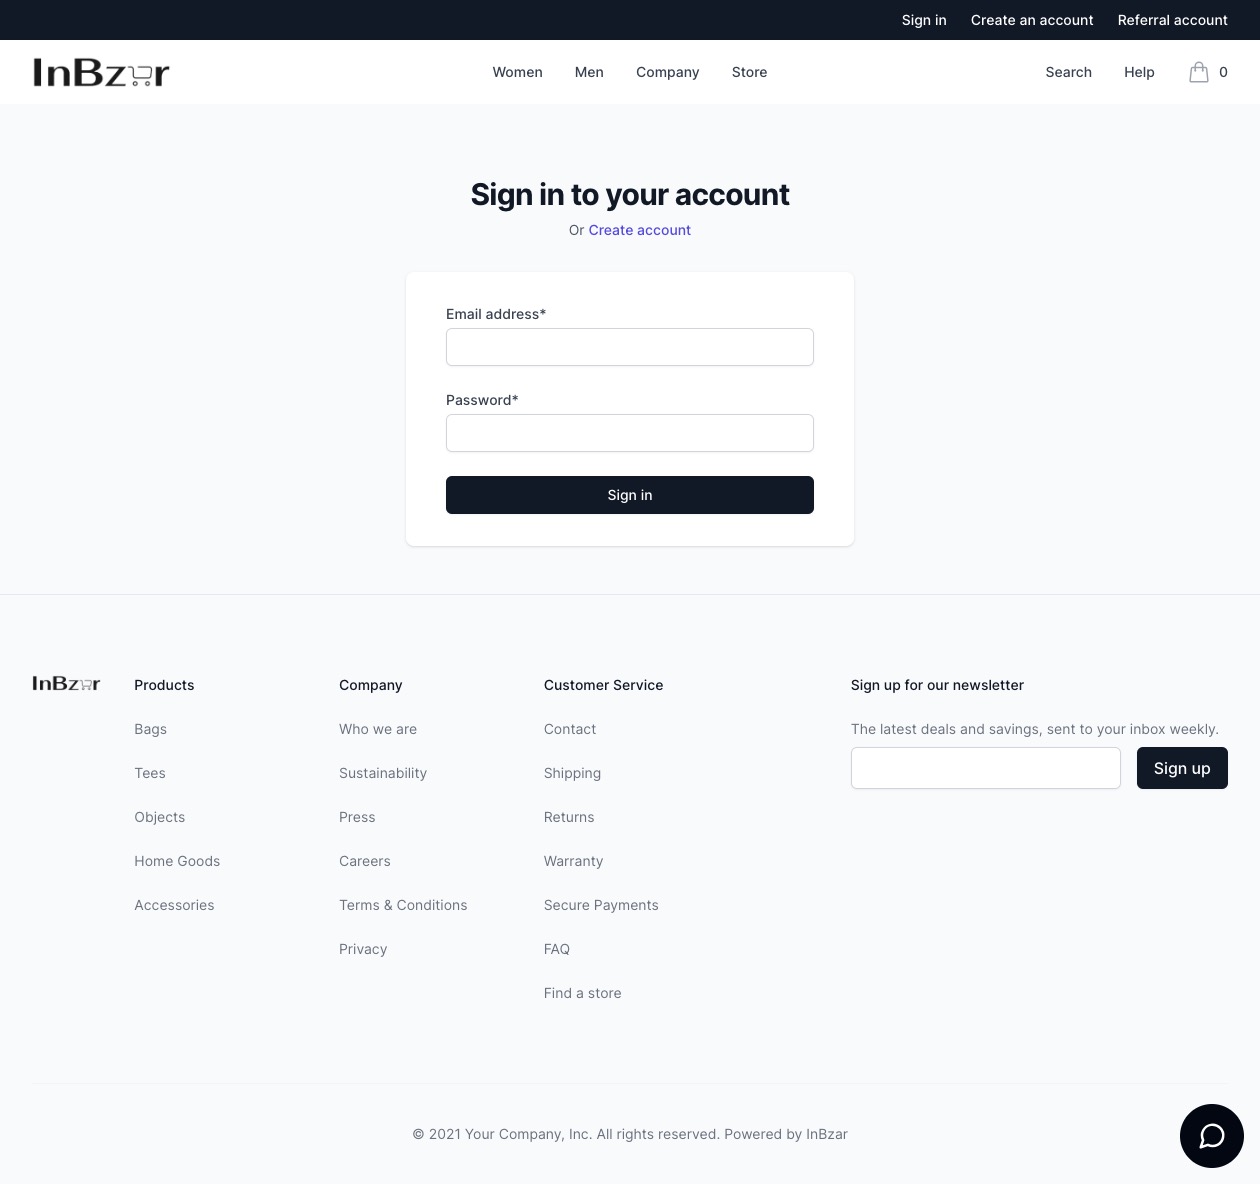 Sign in Create an account Referral account
InBzar Women Men Company Store Search Help 0
Sign in to your account
Or Create account
Email address*
Password*
Sign in
InBzar
Products
Bags
Tees
Objects
Home Goods
Accessories
Company
Who we are
Sustainability
Press
Careers
Terms & Conditions
Privacy
Customer Service
Contact
Shipping
Returns
Warranty
Secure Payments
FAQ
Find a store
Sign up for our newsletter
The latest deals and savings, sent to your inbox weekly.
Sign up
© 2021 Your Company, Inc. All rights reserved. Powered by InBzar